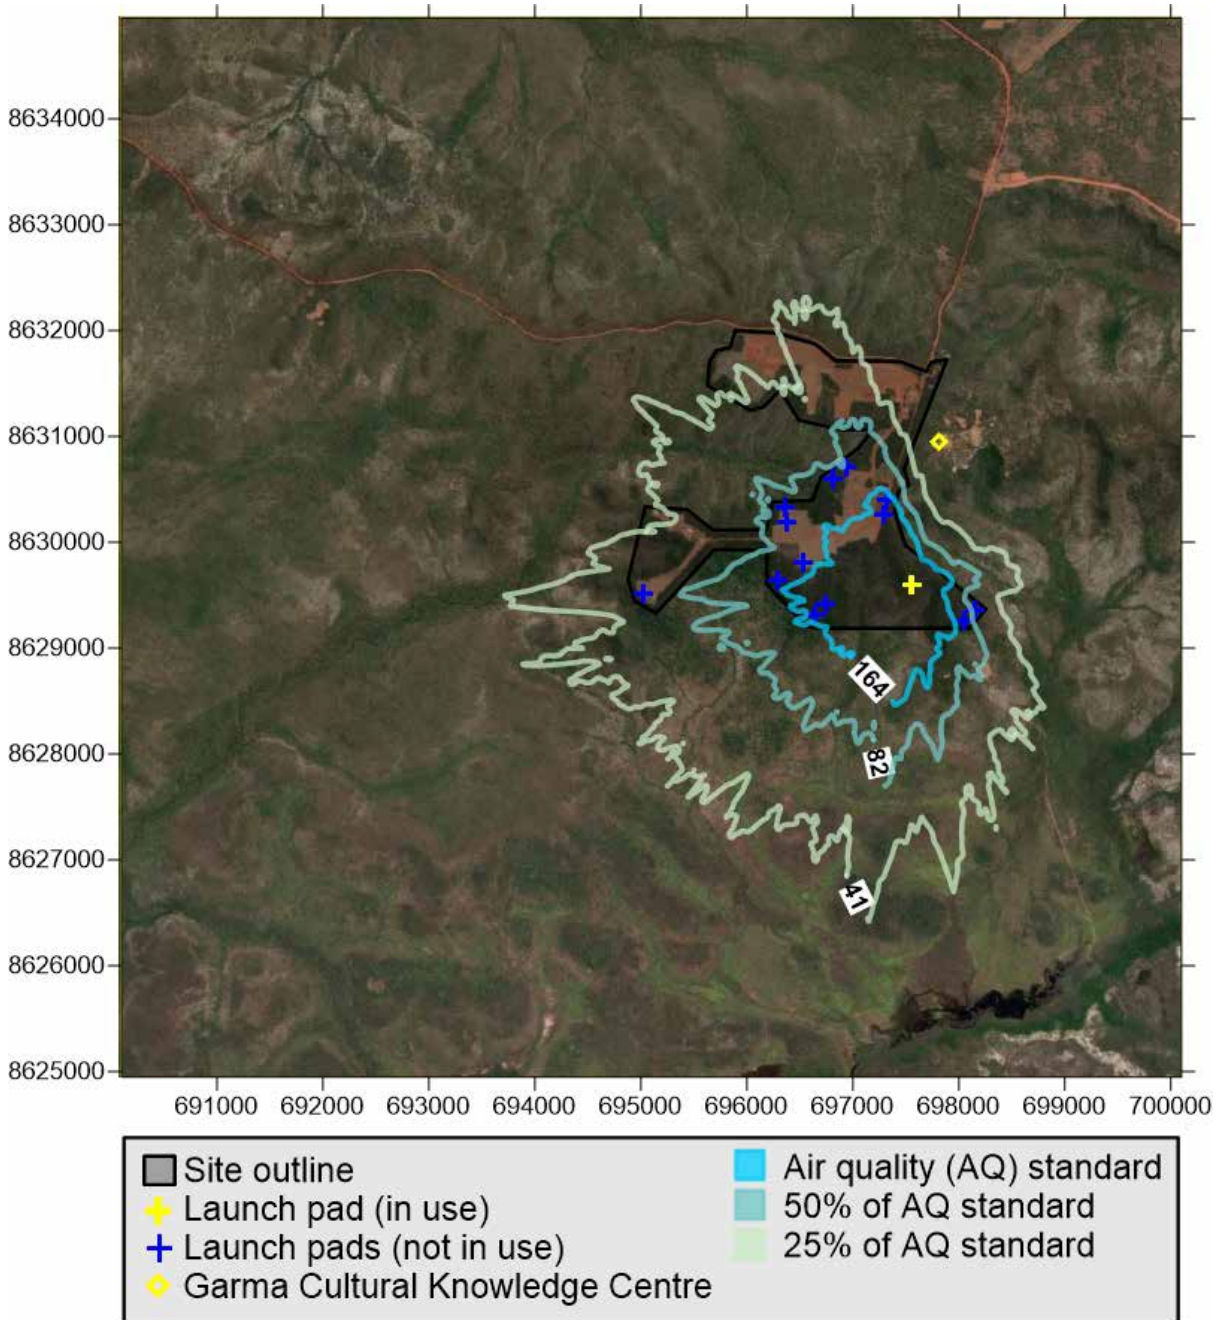 8634000
8633000
8632000
8631000
8630000
8629000
8628000
8627000
8626000
8625000
164
82
41
691000 692000 693000 694000 695000 696000 697000 698000 699000 700000
Site outline
Launch pad (in use)
Launch pads (not in use)
Garma Cultural Knowledge Centre
Air quality (AQ) standard
50% of AQ standard
25% of AQ standard